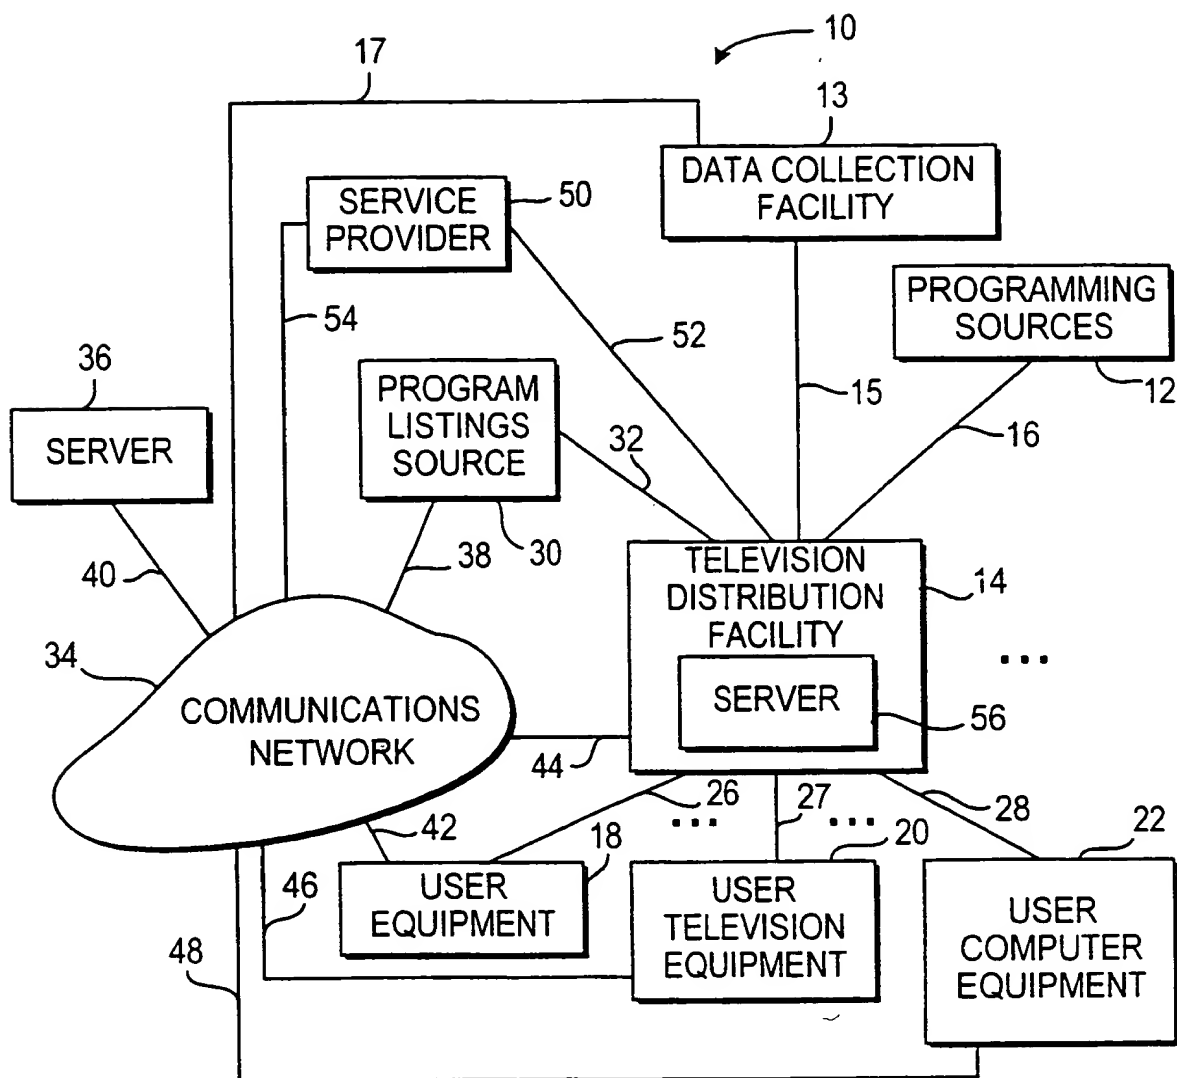 10
17
13
DATA COLLECTION
FACILITY
SERVICE
PROVIDER
50
PROGRAMMING
SOURCES
54
52
36
PROGRAM
LISTINGS
SOURCE
15
12
SERVER
32
16
40
38
30
TELEVISION
DISTRIBUTION
FACILITY
14
34
...
SERVER
COMMUNICATIONS
NETWORK
56
44
26
27
28
42
...
...
18
20
22
46
USER
EQUIPMENT
USER
TELEVISION
EQUIPMENT
USER
COMPUTER
EQUIPMENT
48